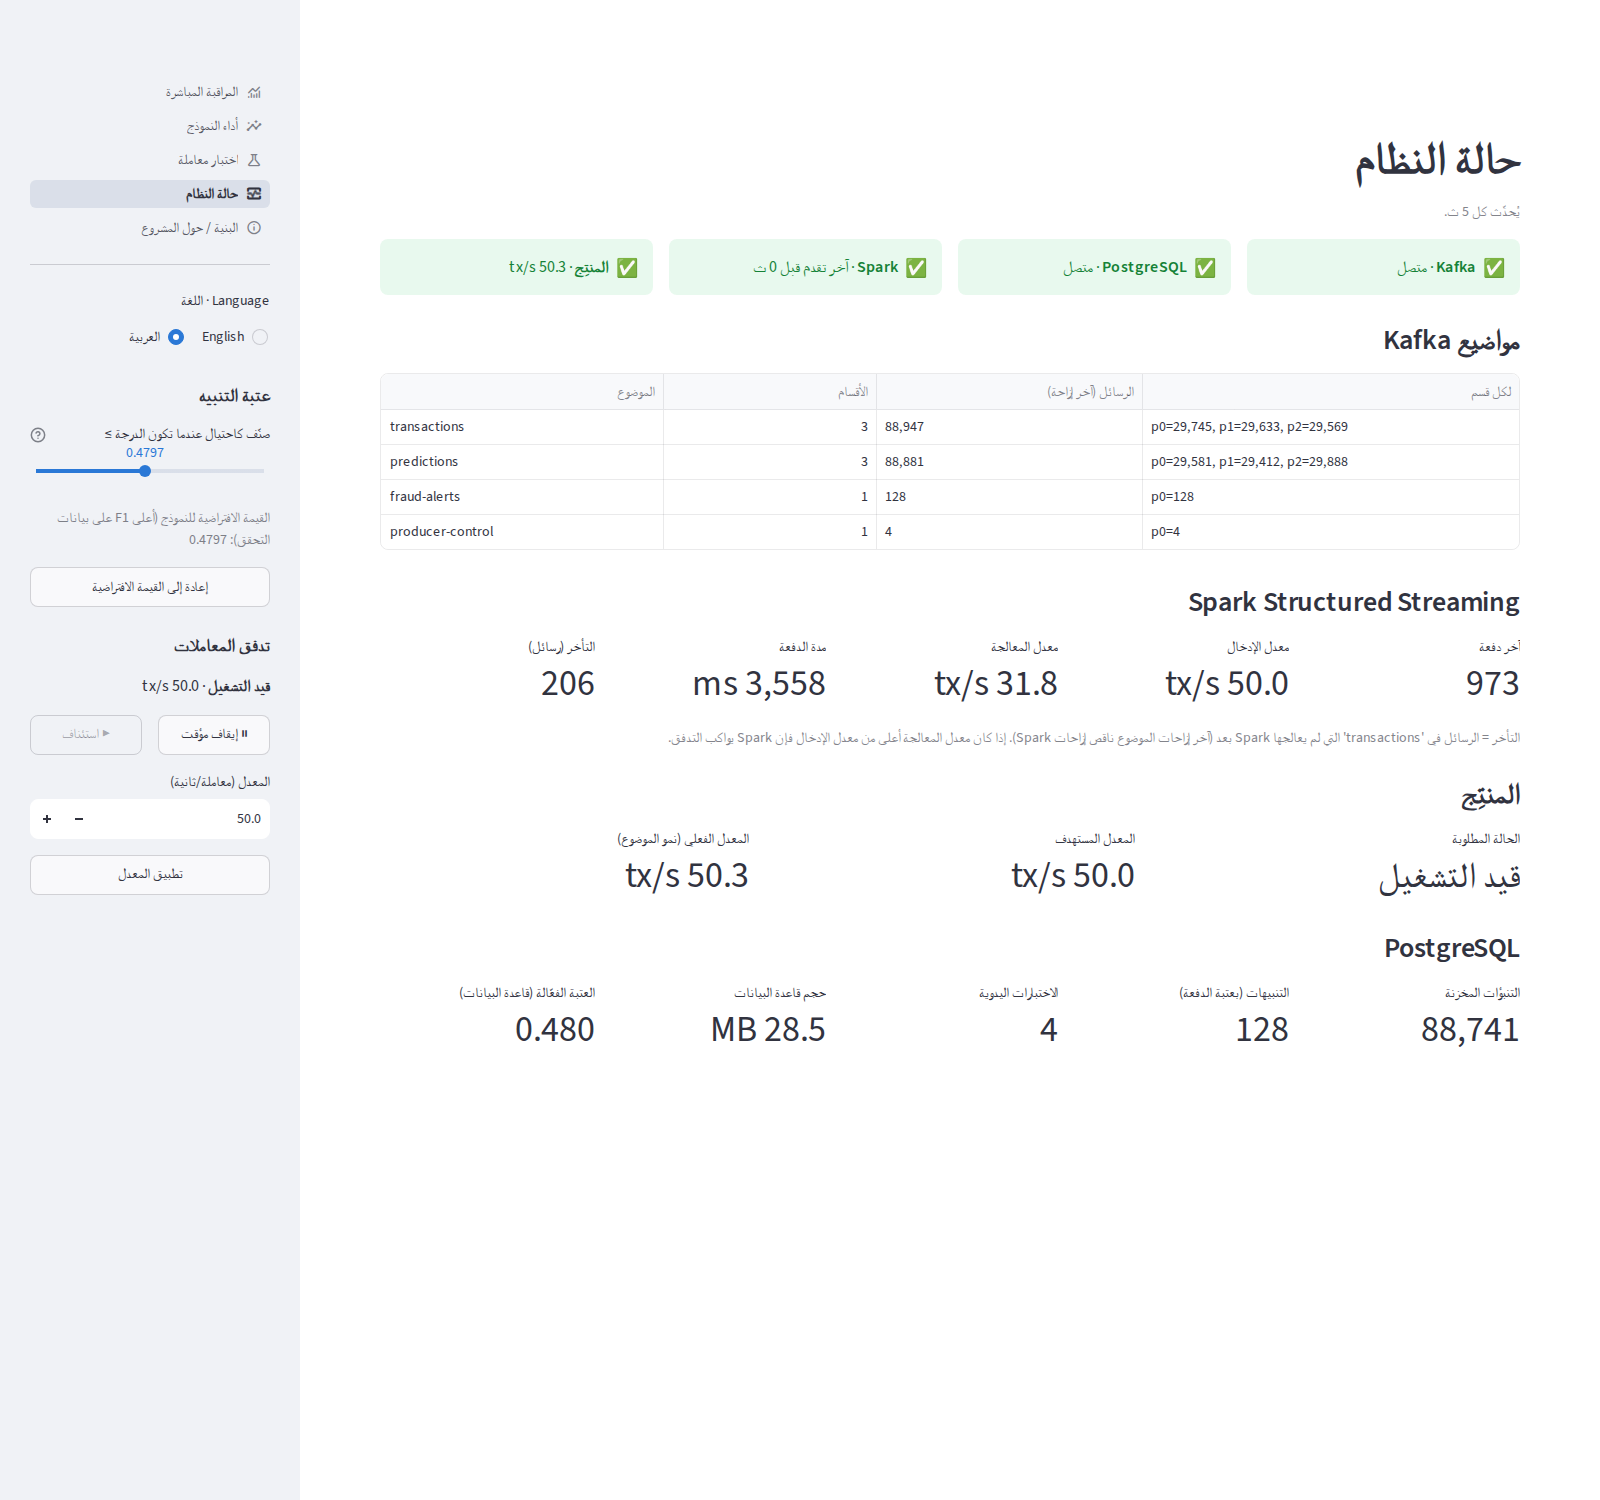 المراقبة المباشرة
أداء النموذج
اختبار معاملة
حالة النظام
البنية / حول المشروع
Language · اللغة
English العربية
عتبة التنبيه
صنّف كاحتيال عندما تكون الدرجة ≥
0.4797
القيمة الافتراضية للنموذج (أعلى F1 على بيانات
التحقق): 0.4797
إعادة إلى القيمة الافتراضية
تدفق المعاملات
قيد التشغيل · 50.0 tx/s
⏸ إيقاف مؤقت ▶ استئناف
المعدل (معاملة/ثانية)
50.0 − +
تطبيق المعدل
حالة النظام
يُحدَّث كل 5 ث.
✅ Kafka · متصل
✅ PostgreSQL · متصل
✅ Spark · آخر تقدم قبل 0 ث
✅ المنتِج · 50.3 tx/s
مواضيع Kafka
الموضوع الأقسام الرسائل (آخر إزاحة) لكل قسم
transactions 3 88,947 p0=29,745, p1=29,633, p2=29,569
predictions 3 88,881 p0=29,581, p1=29,412, p2=29,888
fraud-alerts 1 128 p0=128
producer-control 1 4 p0=4
Spark Structured Streaming
آخر دفعة معدل الإدخال معدل المعالجة مدة الدفعة التأخر (رسائل)
973 50.0 tx/s 31.8 tx/s 3,558 ms 206
التأخر = الرسائل في 'transactions' التي لم يعالجها Spark بعد (آخر إزاحات الموضوع ناقص إزاحات Spark). إذا كان معدل المعالجة أعلى من معدل الإدخال فإن Spark يواكب التدفق.
المنتِج
الحالة المطلوبة المعدل المستهدف المعدل الفعلي (نمو الموضوع)
قيد التشغيل 50.0 tx/s 50.3 tx/s
PostgreSQL
التنبؤات المخزنة التنبيهات (بعتبة الدفعة) الاختبارات اليدوية حجم قاعدة البيانات العتبة الفعّالة (قاعدة البيانات)
88,741 128 4 28.5 MB 0.480